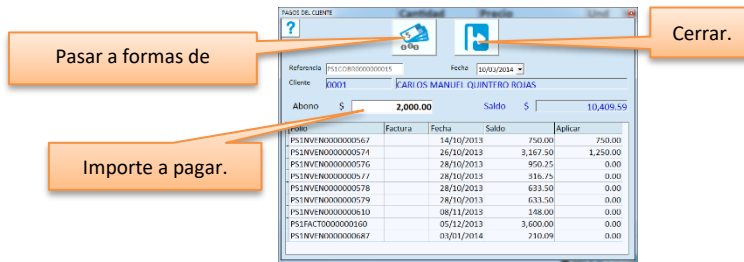 Cantidad Precio Und
PAGOS DEL CLIENTE
?
Cerrar.
Pasar a formas de
Referencia PS1COBR0000000015 Fecha 10/03/2014
Cliente 0001 CARLOS MANUEL QUINTERO ROJAS
Abono $ 2,000.00 Saldo $ 10,409.59
Importe a pagar.
Folio Factura Fecha Saldo Aplicar
PS1NVEN0000000567 14/10/2013 750.00 750.00
PS1NVEN0000000574 26/10/2013 3,167.50 1,250.00
PS1NVEN0000000576 28/10/2013 950.25 0.00
PS1NVEN0000000577 28/10/2013 316.75 0.00
PS1NVEN0000000578 28/10/2013 633.50 0.00
PS1NVEN0000000579 28/10/2013 633.50 0.00
PS1NVEN0000000610 08/11/2013 148.00 0.00
PS1FACT0000000160 05/12/2013 3,600.00 0.00
PS1NVEN0000000687 03/01/2014 210.09 0.00